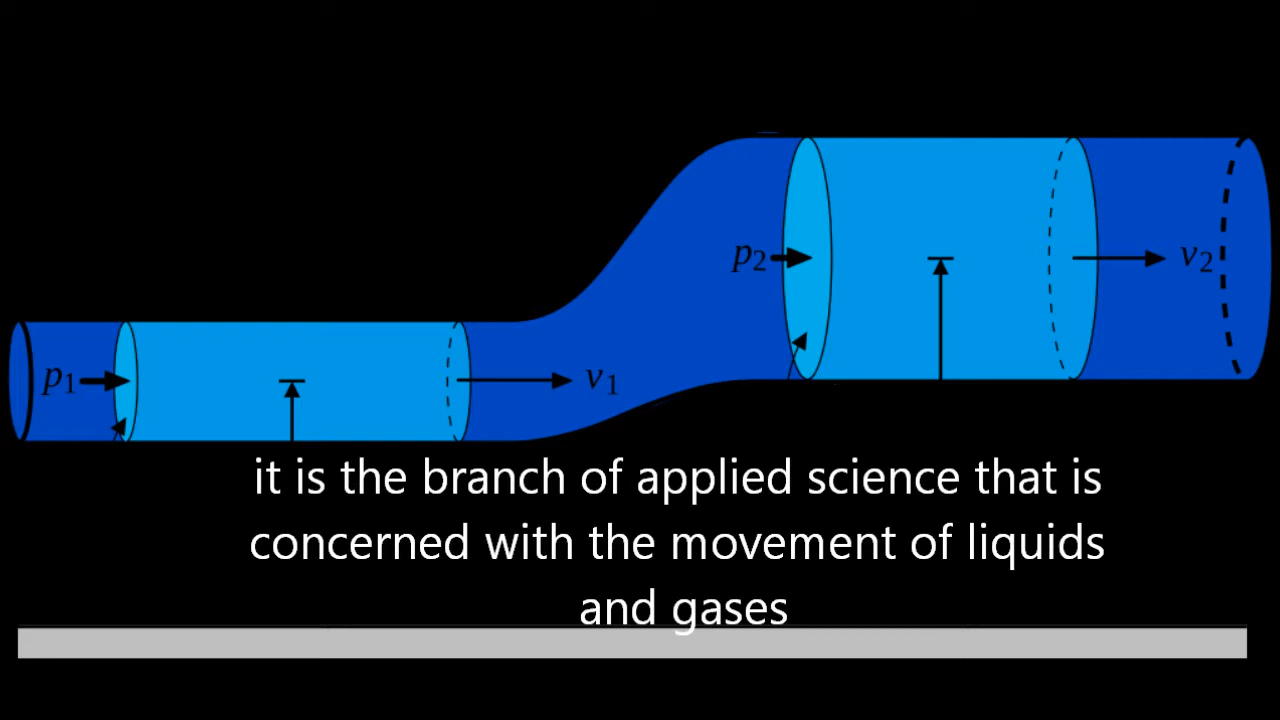 p2 v2
p1 v1
it is the branch of applied science that is
concerned with the movement of liquids
and gases